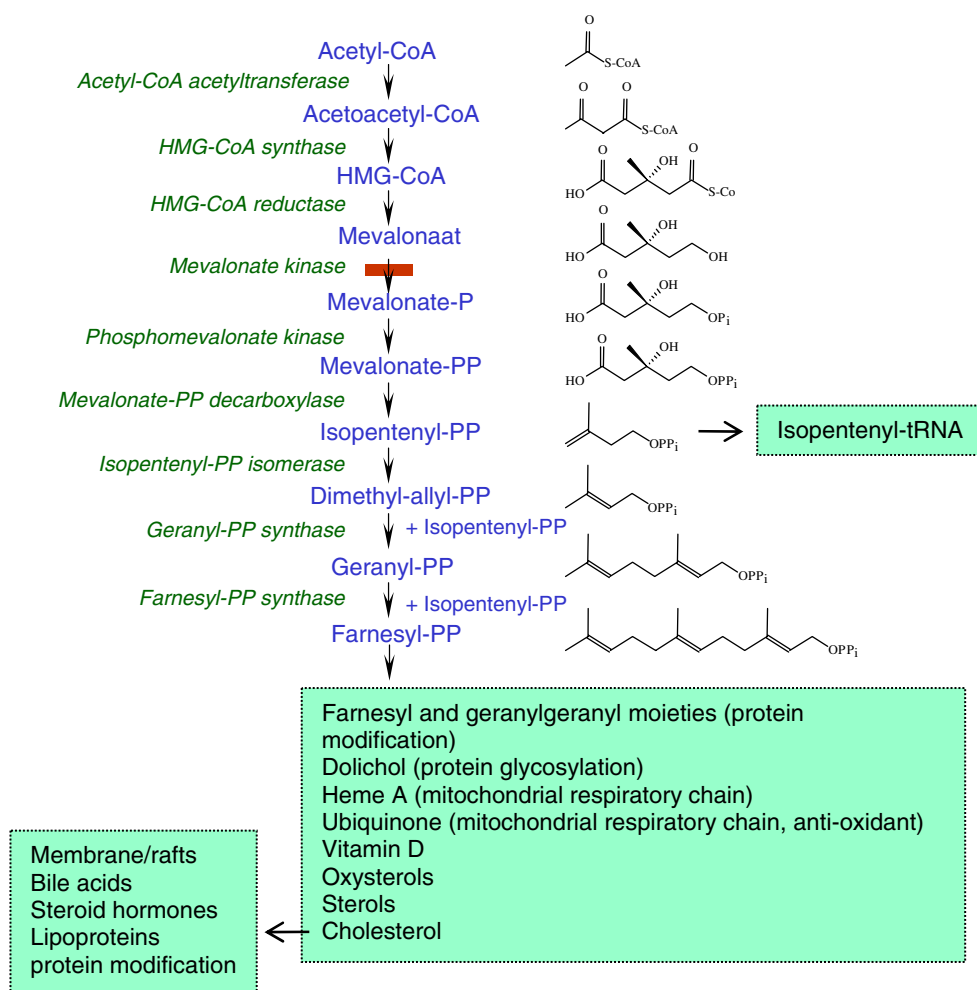 Acetyl-CoA
Acetyl-CoA acetyltransferase
Acetoacetyl-CoA
HMG-CoA synthase
HMG-CoA
HMG-CoA reductase
Mevalonaat
Mevalonate kinase
Mevalonate-P
Phosphomevalonate kinase
Mevalonate-PP
Mevalonate-PP decarboxylase
Isopentenyl-PP
Isopentenyl-PP isomerase
Dimethyl-allyl-PP
Geranyl-PP synthase
+ Isopentenyl-PP
Geranyl-PP
Farnesyl-PP synthase
+ Isopentenyl-PP
Farnesyl-PP
O
S-CoA
O O
S-CoA
O OH O
HO S-Co
O OH
HO OH
O OH
HO OPi
O OH
HO OPPi
OPPi
Isopentenyl-tRNA
OPPi
OPPi
OPPi
Farnesyl and geranylgeranyl moieties (protein
modification)
Dolichol (protein glycosylation)
Heme A (mitochondrial respiratory chain)
Ubiquinone (mitochondrial respiratory chain, anti-oxidant)
Vitamin D
Oxysterols
Sterols
Cholesterol
Membrane/rafts
Bile acids
Steroid hormones
Lipoproteins
protein modification